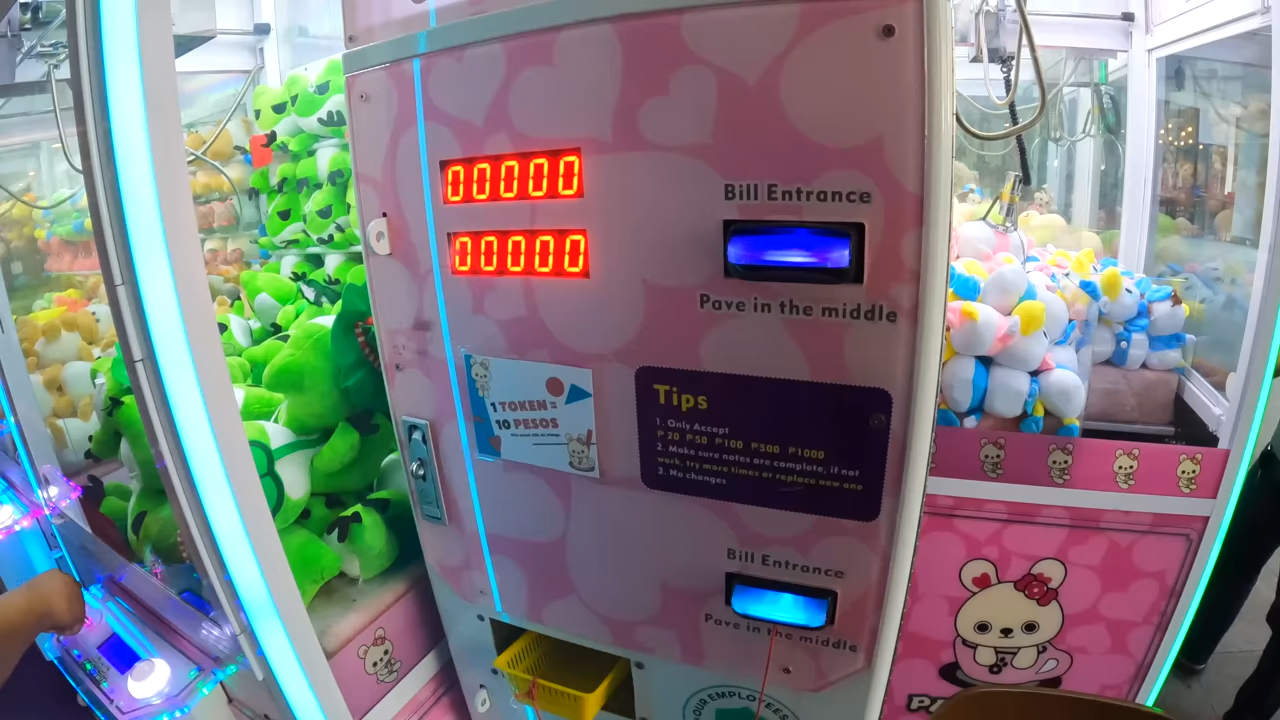 00000
00000
Bill Entrance
Pave in the middle
1 TOKEN =
10 PESOS
Tips
1. Only Accept
₱20 ₱50 ₱100 ₱500 ₱1000
2. Make sure notes are complete, if not
work, try more times or replace new one
3. No changes
Bill Entrance
Pave in the middle
OUR EMPLOYEES